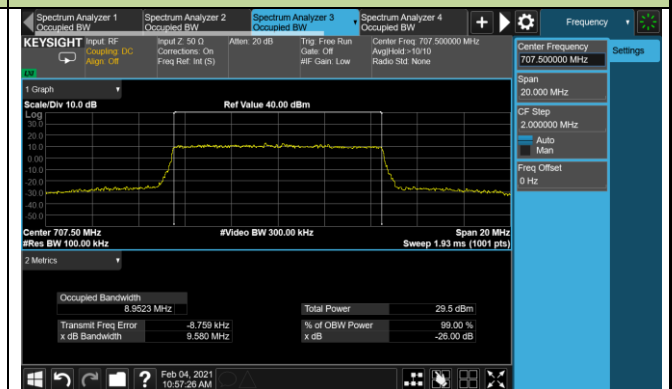 Spectrum Analyzer 1
Occupied BW
Spectrum Analyzer 2
Occupied BW
Spectrum Analyzer 3
Occupied BW
Spectrum Analyzer 4
Occupied BW
Frequency
KEYSIGHT
Input: RF
Coupling: DC
Align: Off
Input Z: 50 Ω
Corrections: On
Freq Ref: Int (S)
Atten: 20 dB
Trig: Free Run
Gate: Off
#IF Gain: Low
Center Freq: 707.500000 MHz
Avg|Hold:>10/10
Radio Std: None
Center Frequency
707.500000 MHz
Settings
Span
20.000 MHz
CF Step
2.000000 MHz
Auto
Man
Freq Offset
0 Hz
1 Graph
Scale/Div 10.0 dB
Ref Value 40.00 dBm
Log
30.0
20.0
10.0
0.00
-10.0
-20.0
-30.0
-40.0
-50.0
Center 707.50 MHz
#Video BW 300.00 kHz
Span 20 MHz
#Res BW 100.00 kHz
Sweep 1.93 ms (1001 pts)
2 Metrics
Occupied Bandwidth
8.9523 MHz
Total Power 29.5 dBm
Transmit Freq Error -8.759 kHz
% of OBW Power 99.00 %
x dB Bandwidth 9.580 MHz
x dB -26.00 dB
Feb 04, 2021
10:57:26 AM